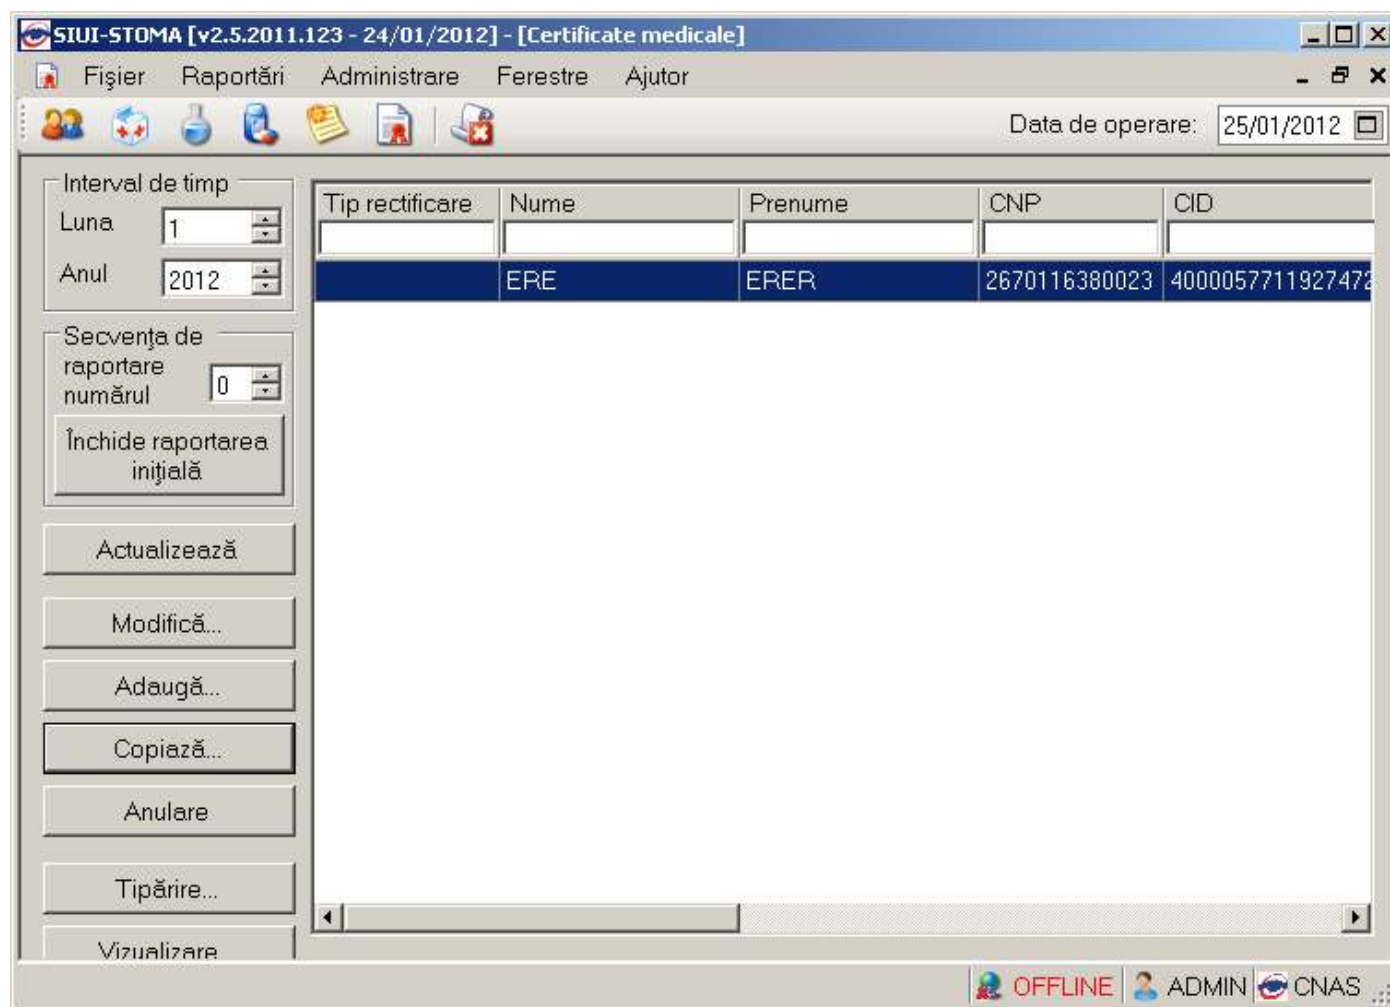 SIUI-STOMA [v2.5.2011.123 - 24/01/2012] - [Certificate medicale]
Fişier Raportări Administrare Ferestre Ajutor
Data de operare: 25/01/2012
Interval de timp
Luna 1
Anul 2012
Secvenţa de
raportare
numărul 0
Închide raportarea
iniţială
Actualizează
Modifică...
Adaugă...
Copiază...
Anulare
Tipărire...
Vizualizare
Tip rectificare Nume Prenume CNP CID
ERE ERER 2670116380023 4000057711927472
OFFLINE ADMIN CNAS